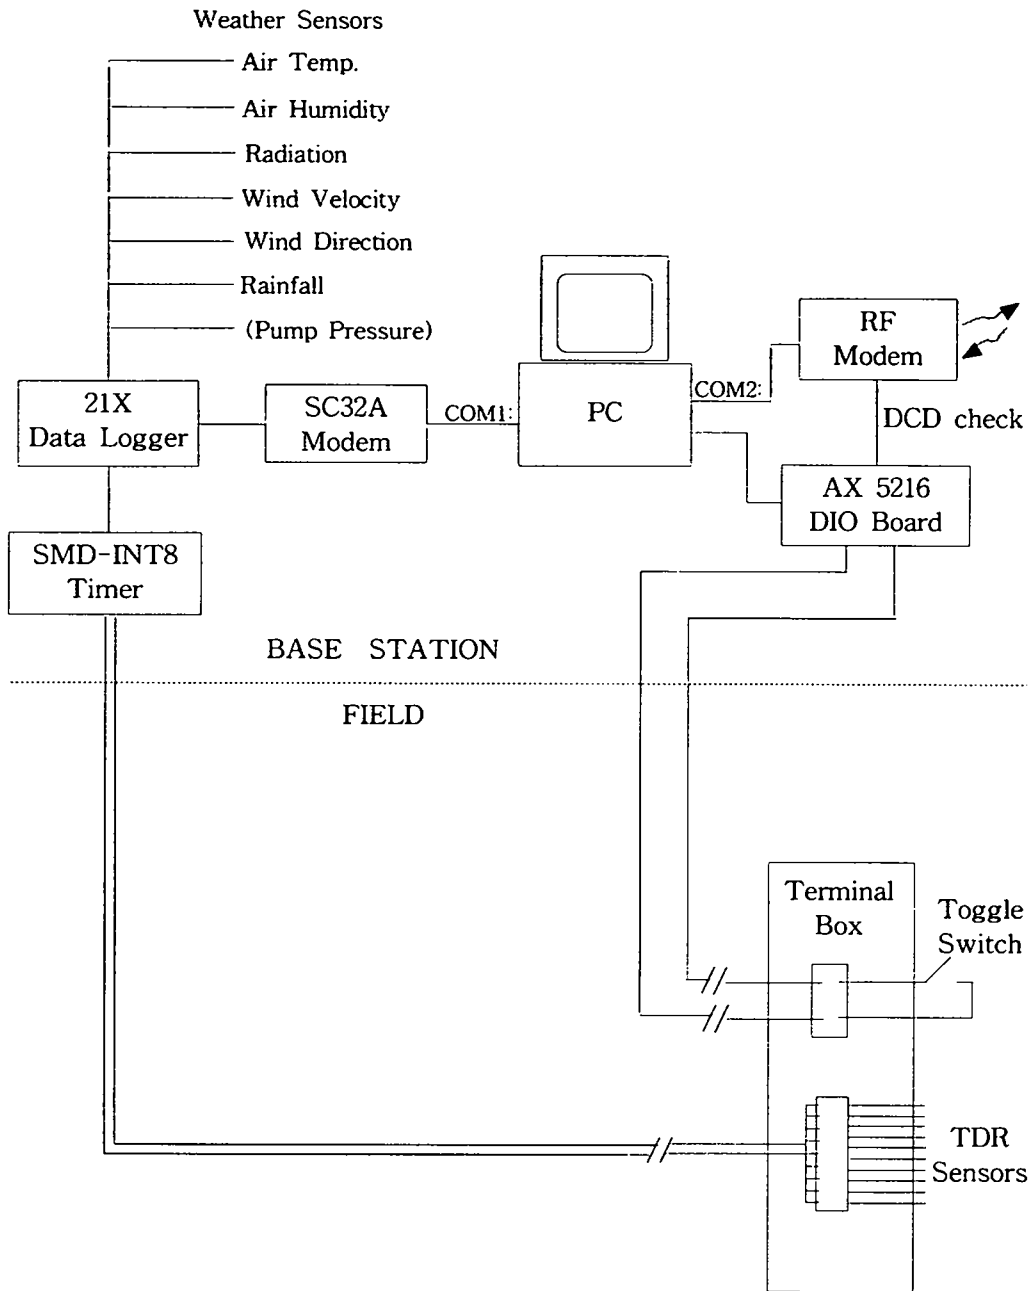 Weather Sensors
Air Temp.
Air Humidity
Radiation
Wind Velocity
Wind Direction
Rainfall
(Pump Pressure)
21X
Data Logger
SC32A
Modem
COM1:
PC
COM2:
RF
Modem
DCD check
AX 5216
DIO Board
SMD-INT8
Timer
BASE STATION
FIELD
Terminal
Box
Toggle
Switch
TDR
Sensors